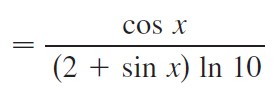 = cos x / (2 + sin x) ln 10